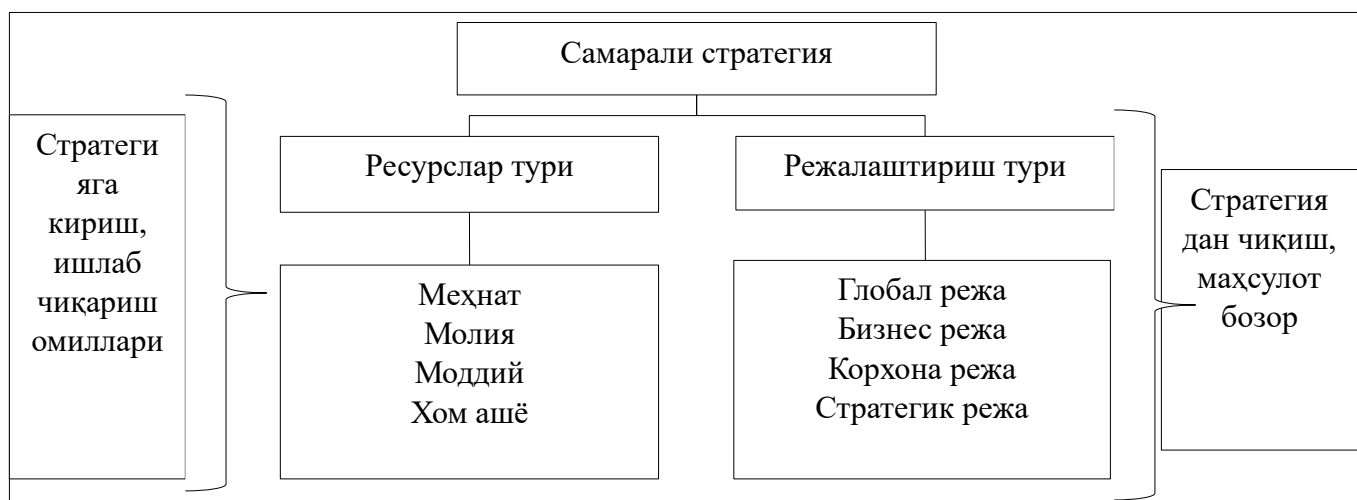 Самарали стратегия
Стратеги
яга
кириш,
ишлаб
чиқариш
омиллари
Ресурслар тури
Режалаштириш тури
Меҳнат
Молия
Моддий
Хом ашё
Глобал режа
Бизнес режа
Корхона режа
Стратегик режа
Стратегия
дан чиқиш,
маҳсулот
бозор